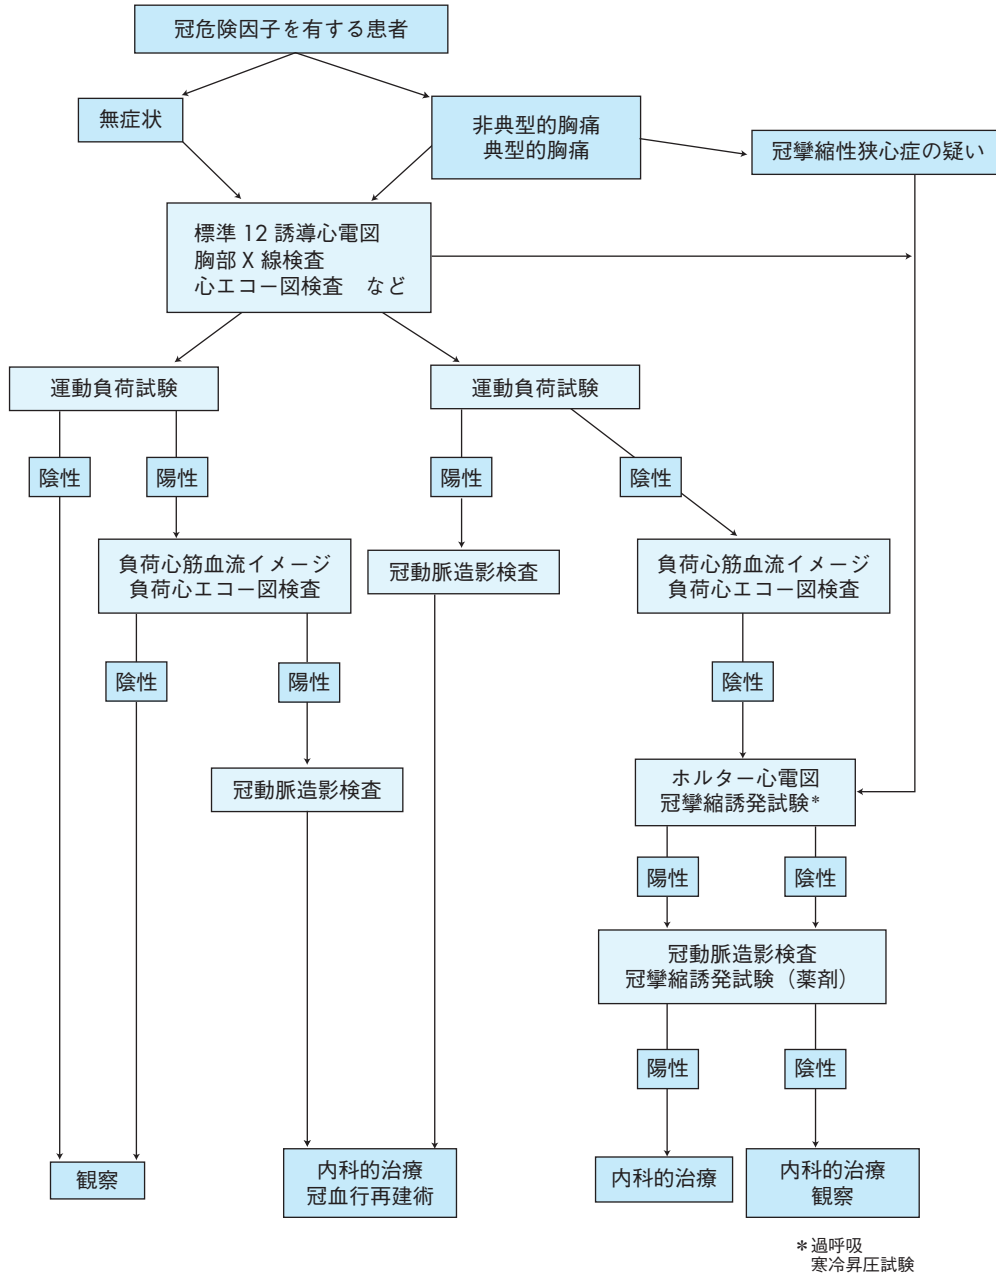 冠危険因子を有する患者
無症状
非典型的胸痛
典型的胸痛
冠攣縮性狭心症の疑い
標準 12 誘導心電図
胸部 X 線検査
心エコー図検査　など
運動負荷試験
運動負荷試験
陰性
陽性
陽性
陰性
負荷心筋血流イメージ
負荷心エコー図検査
冠動脈造影検査
負荷心筋血流イメージ
負荷心エコー図検査
陰性
陽性
陰性
冠動脈造影検査
ホルター心電図
冠攣縮誘発試験*
陽性
陰性
冠動脈造影検査
冠攣縮誘発試験（薬剤）
陽性
陰性
観察
内科的治療
冠血行再建術
内科的治療
内科的治療
観察
*過呼吸
寒冷昇圧試験